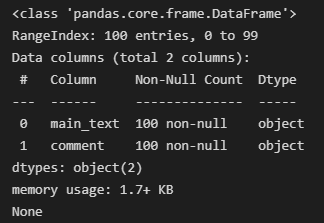 <class 'pandas.core.frame.DataFrame'>
RangeIndex: 100 entries, 0 to 99
Data columns (total 2 columns):
 #   Column     Non-Null Count  Dtype
---  ------     --------------  -----
 0   main_text  100 non-null    object
 1   comment    100 non-null    object
dtypes: object(2)
memory usage: 1.7+ KB
None